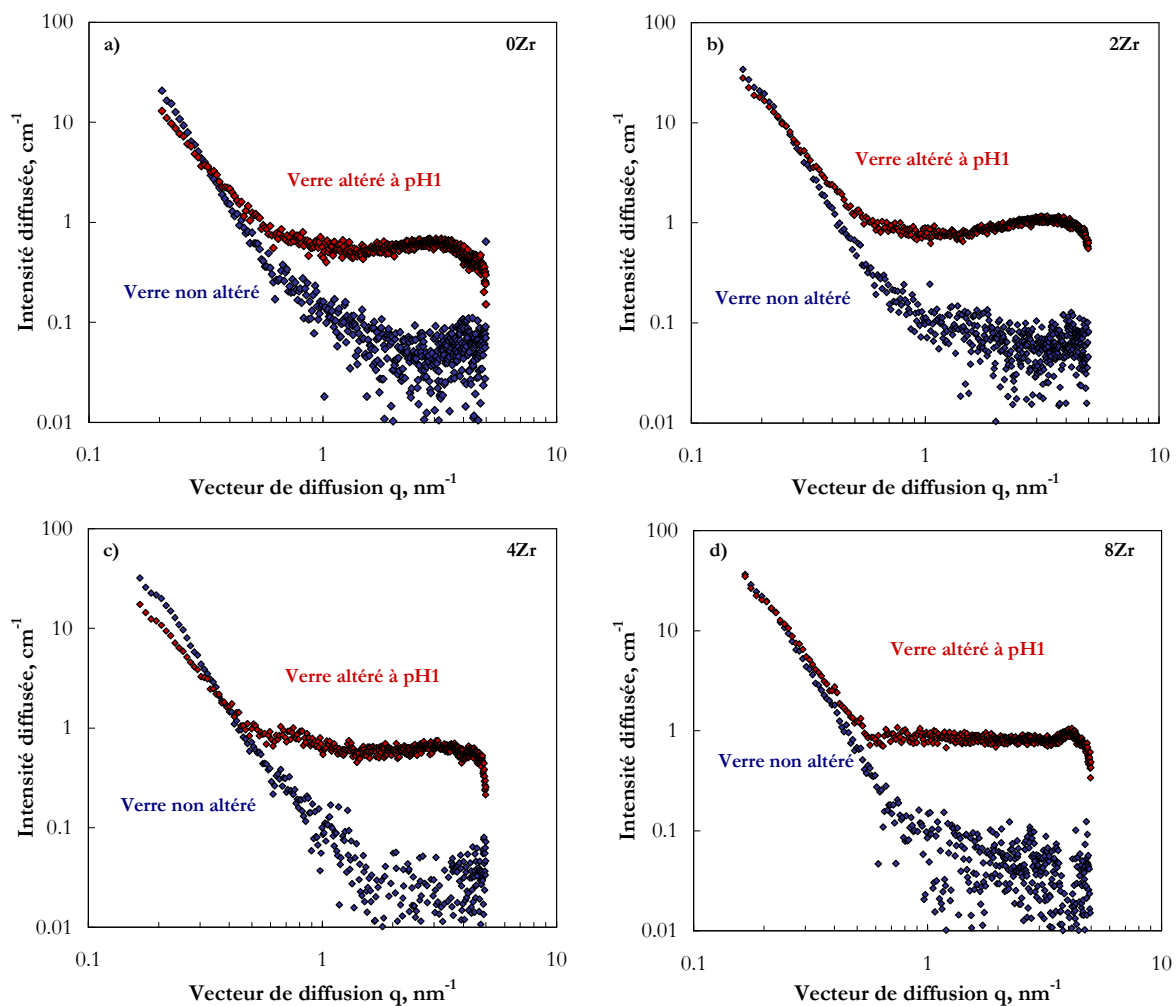 a)
0Zr
100
10
1
0.1
0.01
Intensité diffusée, cm-1
Verre altéré à pH1
Verre non altéré
0.1
1
10
Vecteur de diffusion q, nm-1
b)
2Zr
100
10
1
0.1
0.01
Intensité diffusée, cm-1
Verre altéré à pH1
Verre non altéré
0.1
1
10
Vecteur de diffusion q, nm-1
c)
4Zr
100
10
1
0.1
0.01
Intensité diffusée, cm-1
Verre altéré à pH1
Verre non altéré
0.1
1
10
Vecteur de diffusion q, nm-1
d)
8Zr
100
10
1
0.1
0.01
Intensité diffusée, cm-1
Verre altéré à pH1
Verre non altéré
0.1
1
10
Vecteur de diffusion q, nm-1